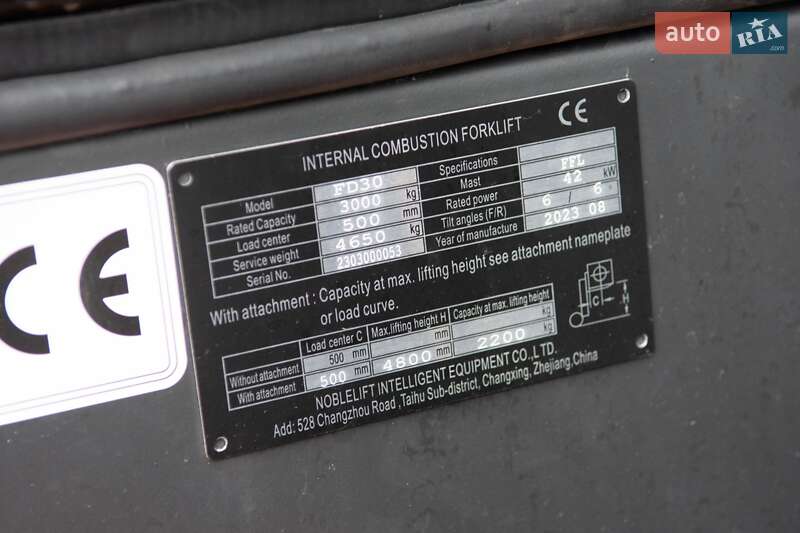 auto RIA .com
CE
INTERNAL COMBUSTION FORKLIFT CE
Model FD30 Specifications
Rated Capacity 3000 kg Mast FFL
Load center 500 mm Rated power 42 kW
Service weight 4650 kg Tilt angles (F/R) 6 / 6
Serial No. 2303000053 Year of manufacture 2023 08
With attachment : Capacity at max. lifting height see attachment nameplate
or load curve.
Load center C Max.lifting height H Capacity at max. lifting height
Without attachment 500 mm mm kg
With attachment 500 mm 4800 mm 2200 kg
C H
NOBLELIFT INTELLIGENT EQUIPMENT CO.,LTD.
Add: 528 Changzhou Road ,Taihu Sub-district, Changxing, Zhejiang,China